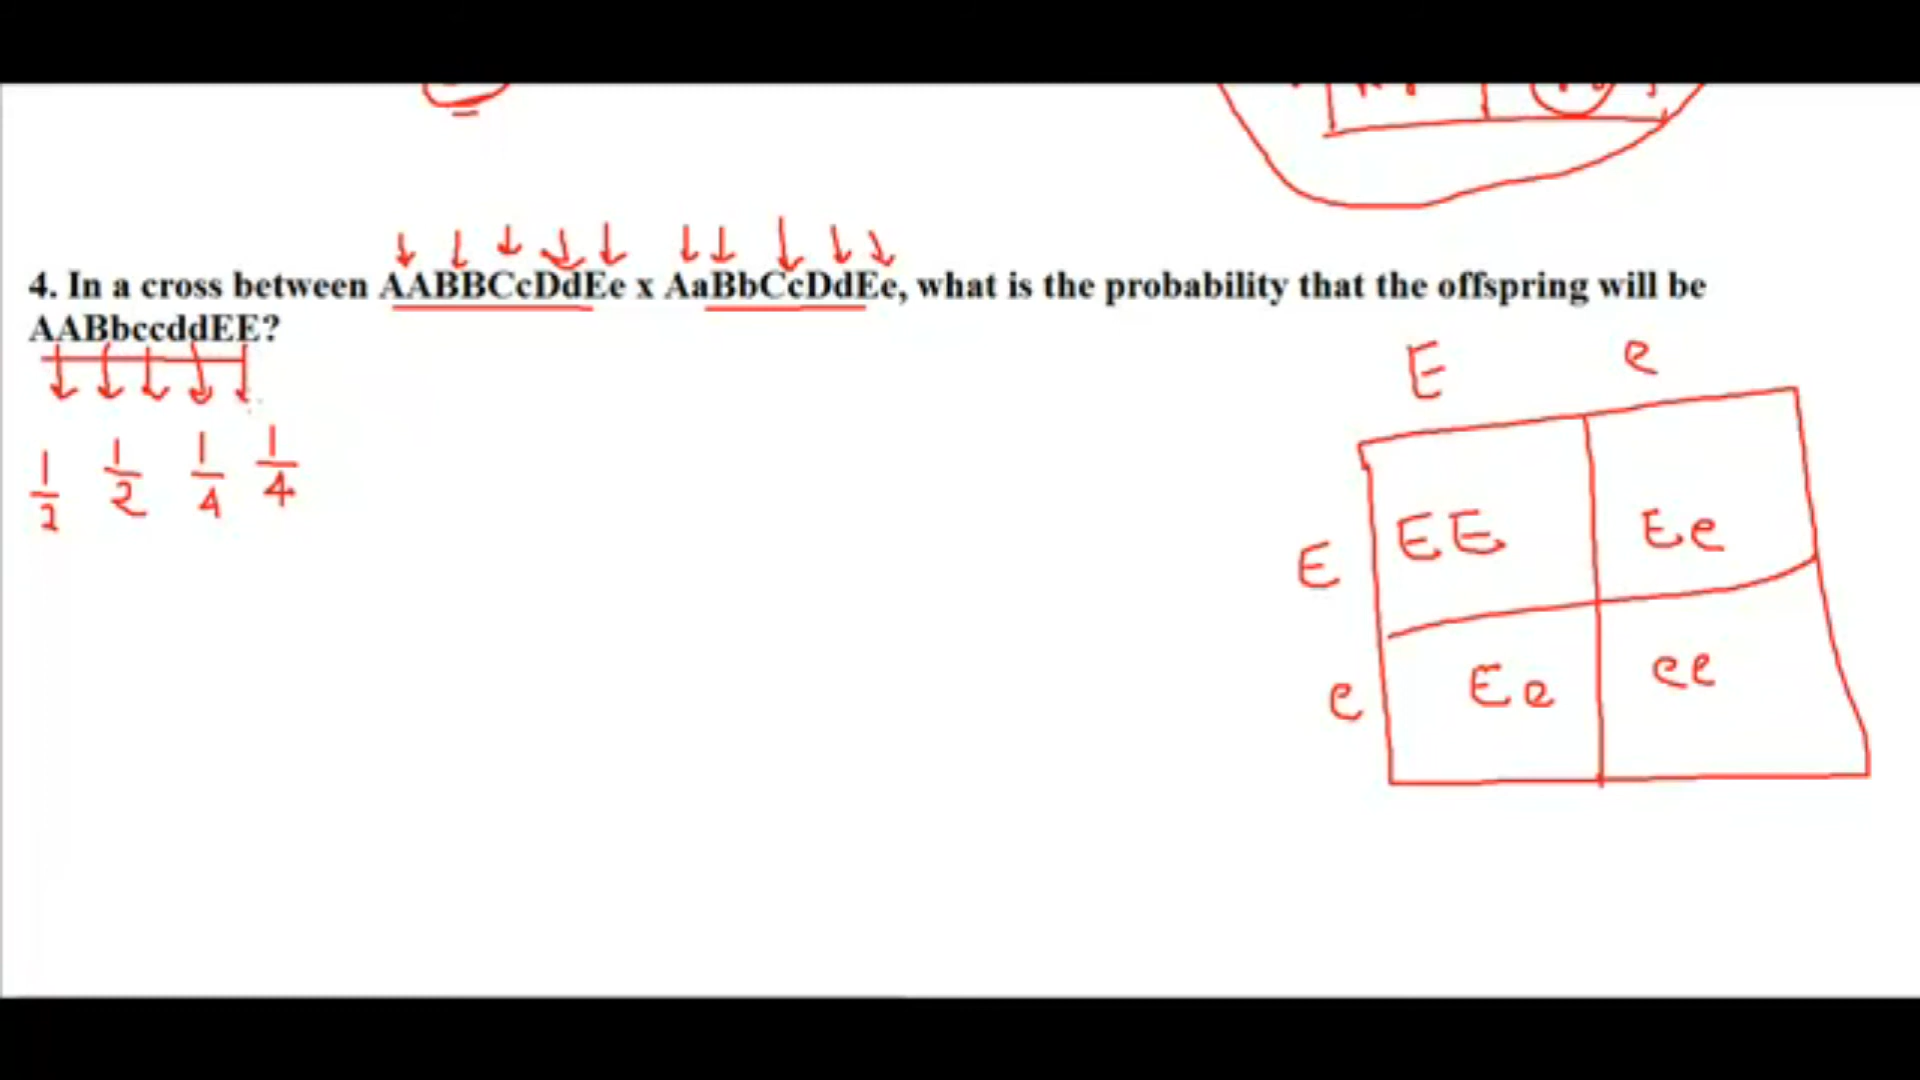 4. In a cross between AABBCcDdEe x AaBbCcDdEe, what is the probability that the offspring will be
AABbccddEE?
1/2 1/2 1/4 1/4
E e
E EE Ee
e Ee ee